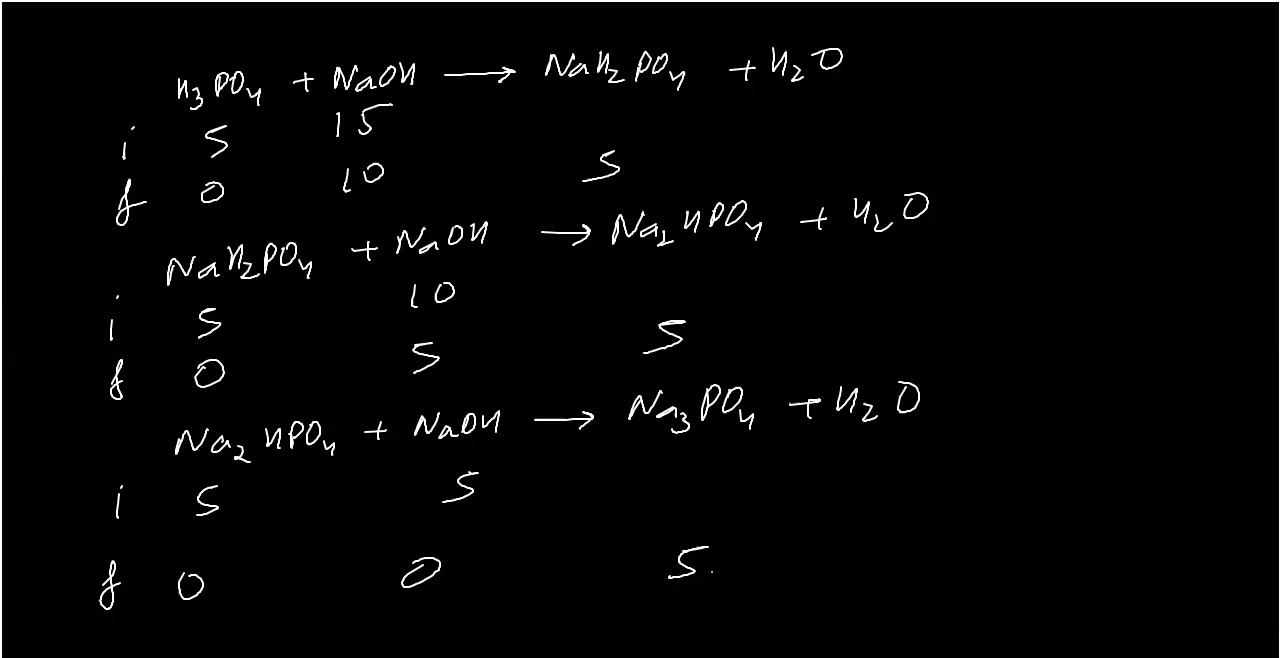 H₃PO₄ + NaOH ⟶ NaH₂PO₄ + H₂O
i 5 15
f 0 10 5
NaH₂PO₄ + NaOH ⟶ Na₂HPO₄ + H₂O
i 5 10
f 0 5 5
Na₂HPO₄ + NaOH ⟶ Na₃PO₄ + H₂O
i 5 5
f 0 0 5.